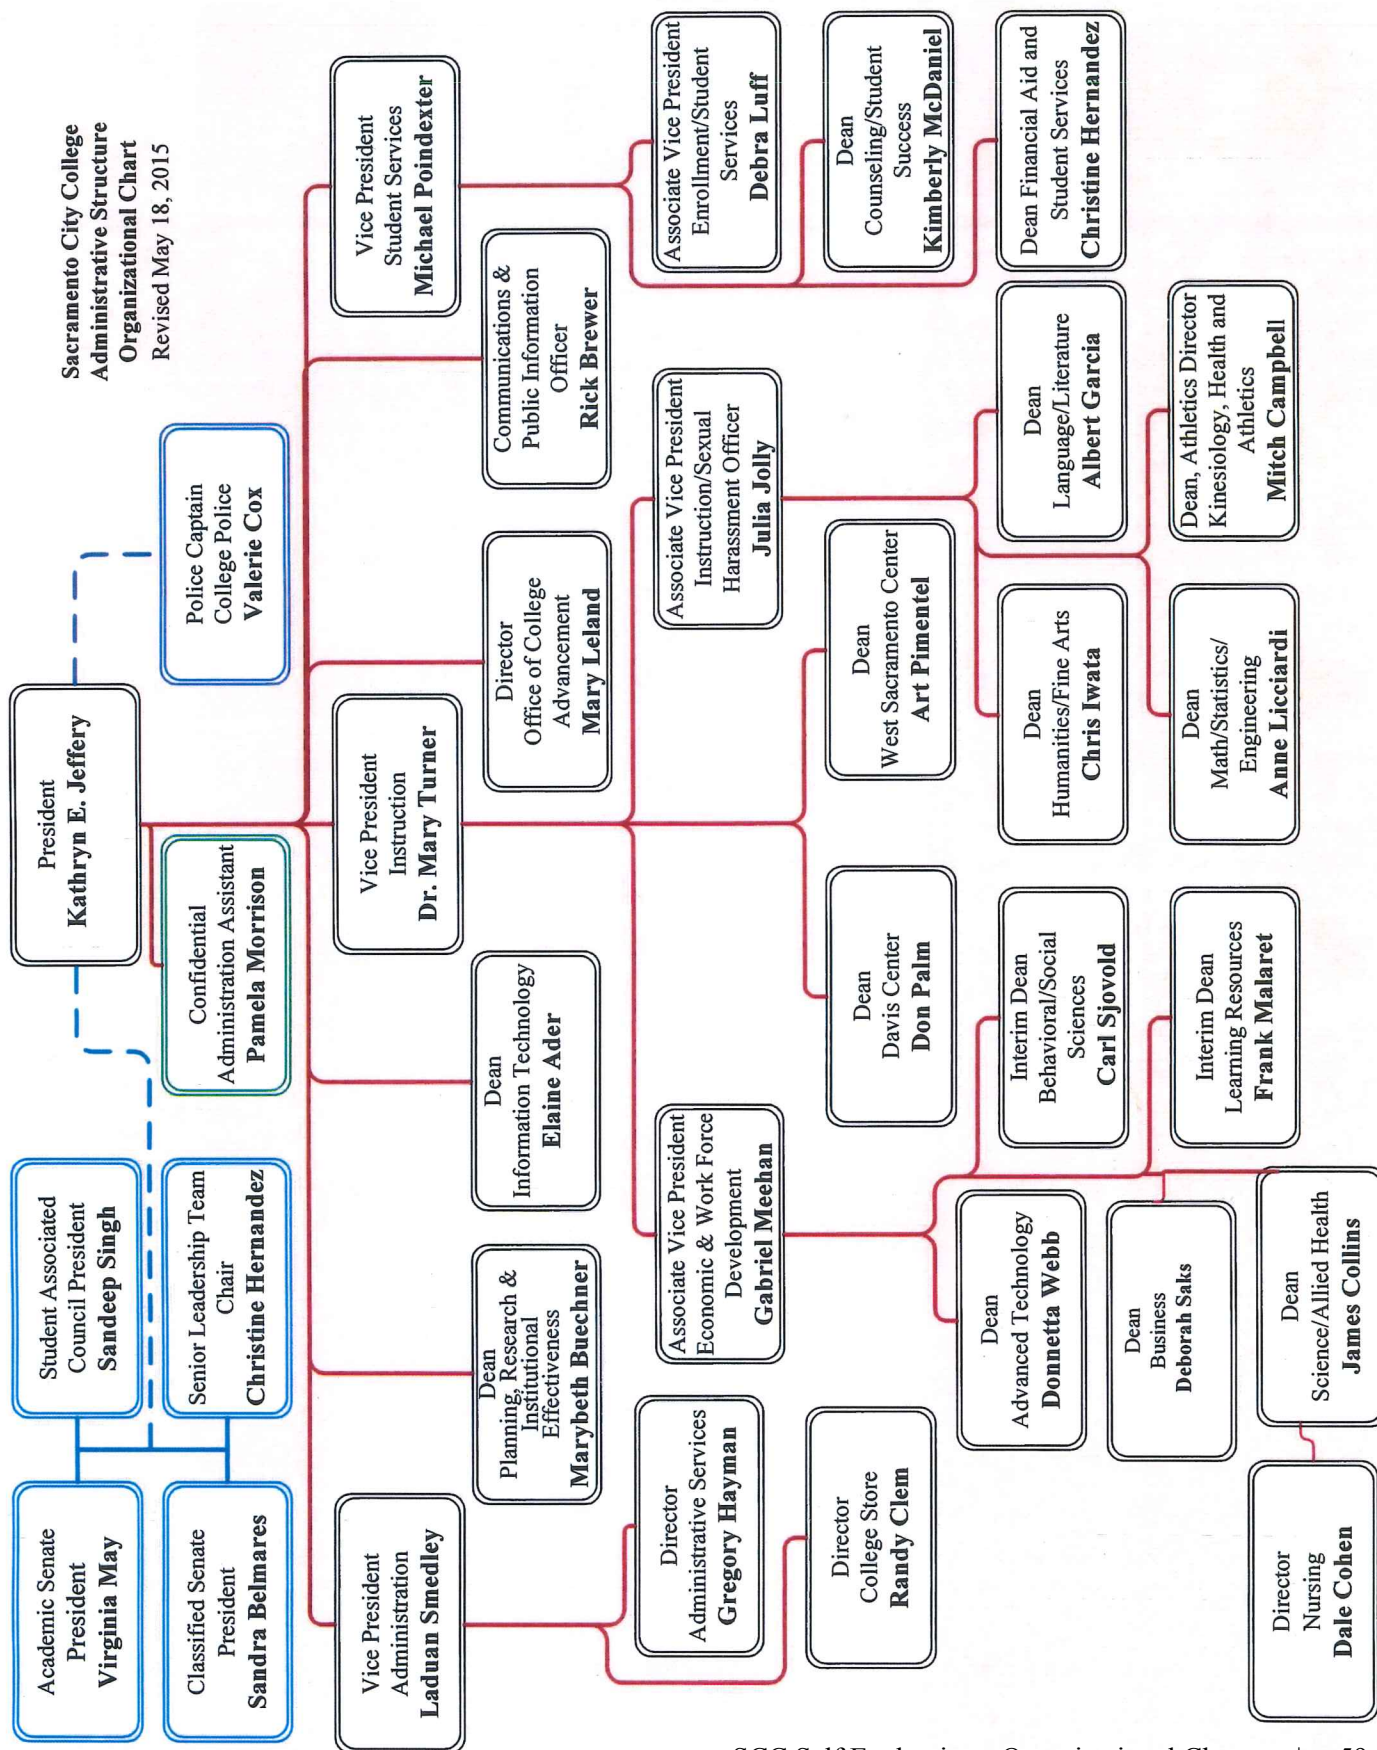 Sacramento City College
Administrative Structure
Organizational Chart
Revised May 18, 2015
Academic Senate
President
Virginia May
Student Associated
Council President
Sandeep Singh
President
Kathryn E. Jeffery
Classified Senate
President
Sandra Belmares
Senior Leadership Team
Chair
Christine Hernandez
Confidential
Administration Assistant
Pamela Morrison
Police Captain
College Police
Valerie Cox
Vice President
Administration
Laduan Smedley
Vice President
Instruction
Dr. Mary Turner
Vice President
Student Services
Michael Poindexter
Dean
Planning, Research &
Institutional
Effectiveness
Marybeth Buechner
Dean
Information Technology
Elaine Ader
Director
Office of College
Advancement
Mary Leland
Communications &
Public Information
Officer
Rick Brewer
Director
Administrative Services
Gregory Hayman
Associate Vice President
Economic & Work Force
Development
Gabriel Meehan
Associate Vice President
Instruction/Sexual
Harassment Officer
Julia Jolly
Associate Vice President
Enrollment/Student
Services
Debra Luff
Director
College Store
Randy Clem
Dean
Davis Center
Don Palm
Dean
West Sacramento Center
Art Pimentel
Dean
Counseling/Student
Success
Kimberly McDaniel
Dean
Advanced Technology
Donnetta Webb
Interim Dean
Behavioral/Social
Sciences
Carl Sjovold
Dean
Humanities/Fine Arts
Chris Iwata
Dean
Language/Literature
Albert Garcia
Dean Financial Aid and
Student Services
Christine Hernandez
Dean
Business
Deborah Saks
Interim Dean
Learning Resources
Frank Malaret
Dean
Math/Statistics/
Engineering
Anne Licciardi
Dean, Athletics Director
Kinesiology, Health and
Athletics
Mitch Campbell
Director
Nursing
Dale Cohen
Dean
Science/Allied Health
James Collins